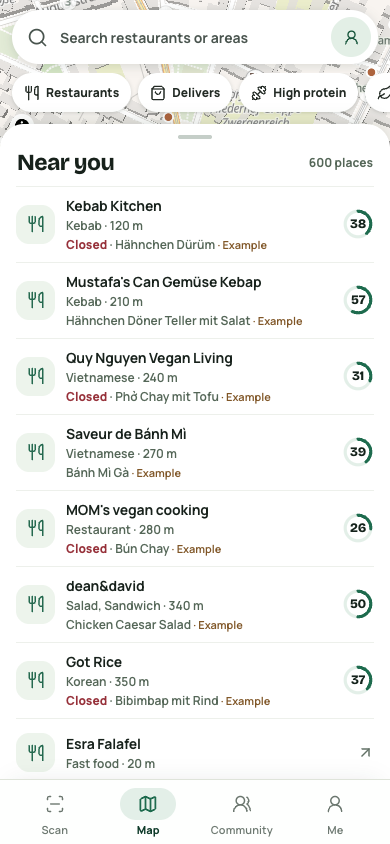 Search restaurants or areas
Restaurants
Delivers
High protein
Zwergenreich
Near you
600 places
Kebab Kitchen
Kebab · 120 m
Closed · Hähnchen Dürüm · Example
38
Mustafa's Can Gemüse Kebap
Kebab · 210 m
Hähnchen Döner Teller mit Salat · Example
57
Quy Nguyen Vegan Living
Vietnamese · 240 m
Closed · Phở Chay mit Tofu · Example
31
Saveur de Bánh Mì
Vietnamese · 270 m
Bánh Mì Gà · Example
39
MOM's vegan cooking
Restaurant · 280 m
Closed · Bún Chay · Example
26
dean&david
Salad, Sandwich · 340 m
Chicken Caesar Salad · Example
50
Got Rice
Korean · 350 m
Closed · Bibimbap mit Rind · Example
37
Esra Falafel
Fast food · 20 m
Scan
Map
Community
Me